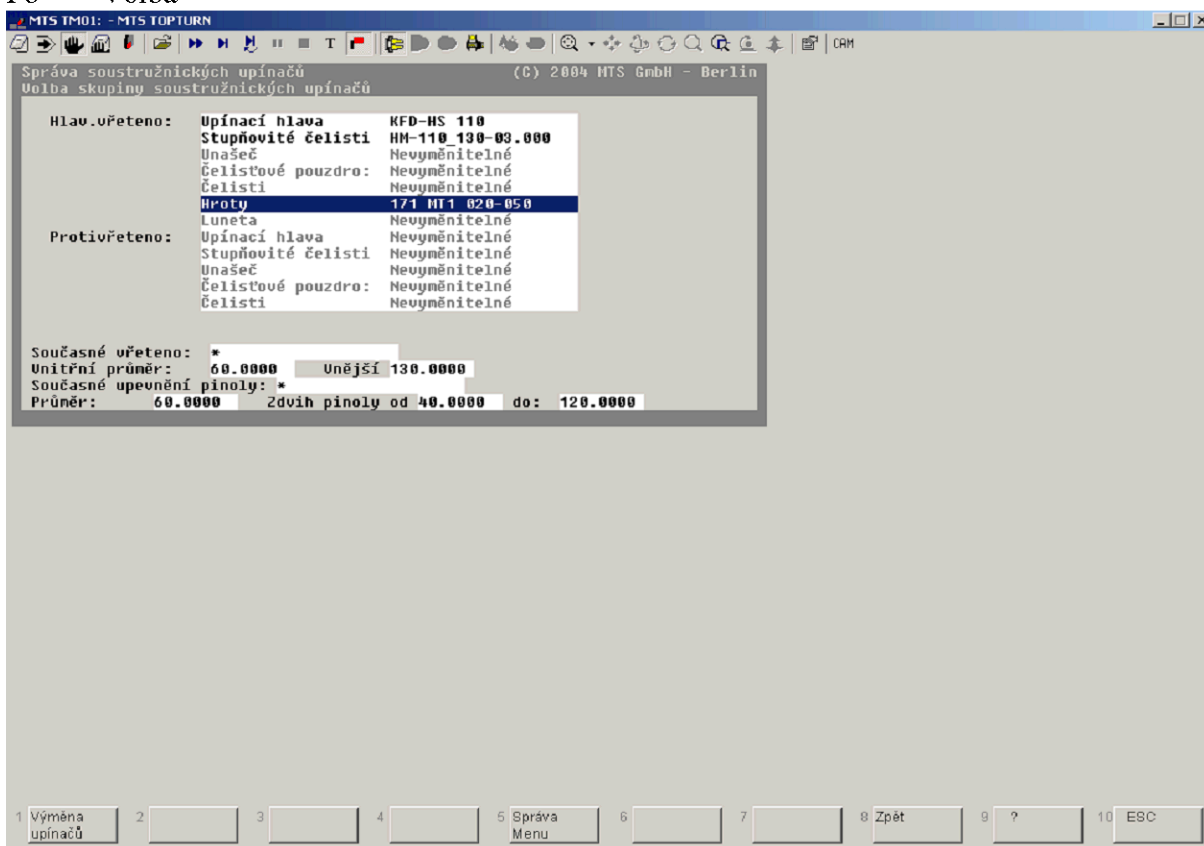 MTS TM01: - MTS TOPTURN
T CAM
Správa soustružnických upínačů (C) 2004 MTS GmbH - Berlin
Volba skupiny soustružnických upínačů
Hlav.vřeteno: Upínací hlava KFD-HS 110
Stupňovité čelisti HM-110_130-03.000
Unašeč Nevyměnitelné
Čelisťové pouzdro: Nevyměnitelné
Čelisti Nevyměnitelné
Hroty 171 MT1 020-050
Luneta Nevyměnitelné
Protivřeteno: Upínací hlava Nevyměnitelné
Stupňovité čelisti Nevyměnitelné
Unašeč Nevyměnitelné
Čelisťové pouzdro: Nevyměnitelné
Čelisti Nevyměnitelné
Současné vřeteno: *
Vnitřní průměr: 60.0000 Vnější 130.0000
Současné upevnění pinoly: *
Průměr: 60.0000 Zdvih pinoly od 40.0000 do: 120.0000
1 Výměna upínačů 2 3 4 5 Správa Menu 6 7 8 Zpět 9 ? 10 ESC